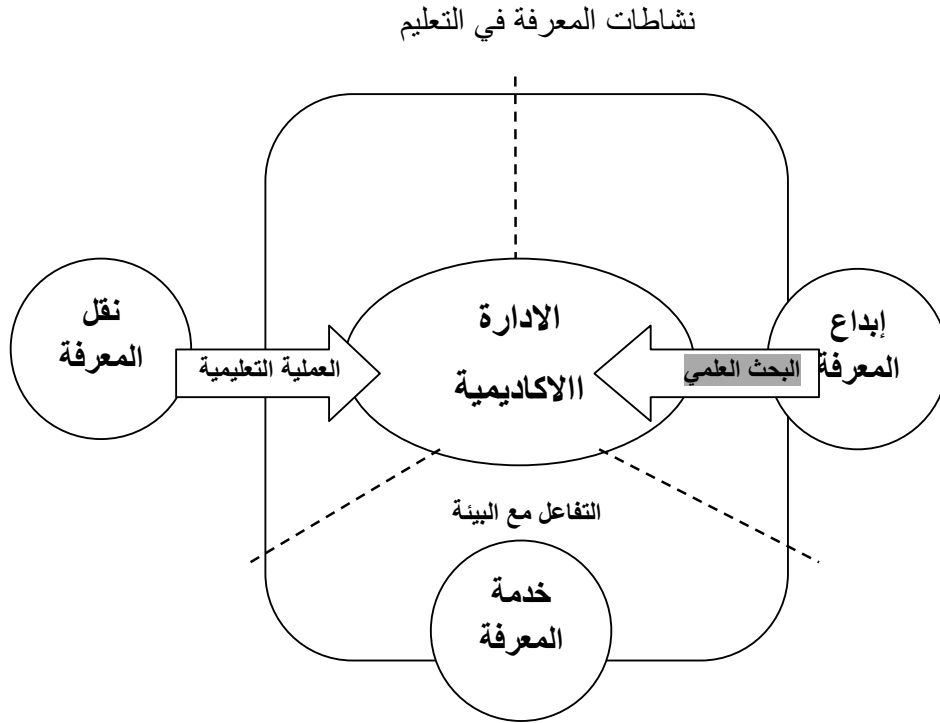 نشاطات المعرفة في التعليم
إبداع
المعرفة
البحث العلمي
الادارة
االاكاديمية
العملية التعليمية
نقل
المعرفة
التفاعل مع البيئة
خدمة
المعرفة